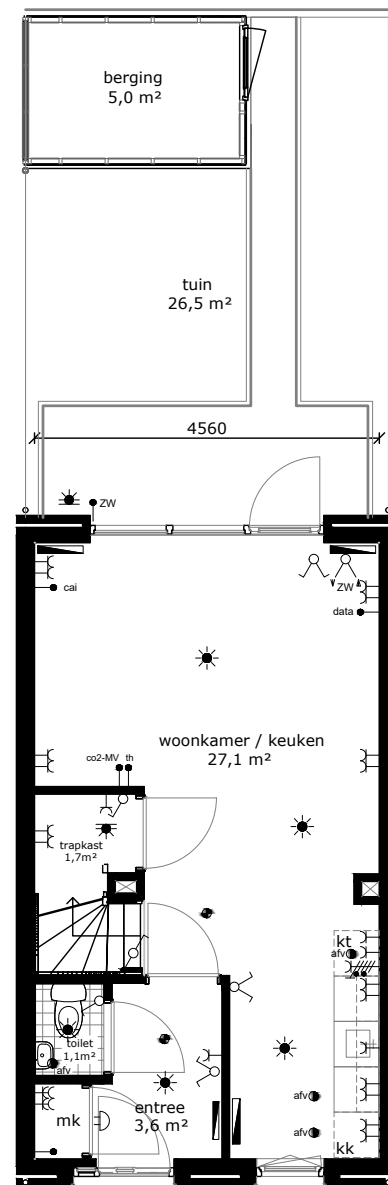 berging
5,0 m²
tuin
26,5 m²
4560
ZW
cai
ZW
data
woonkamer / keuken
27,1 m²
co2-MV th
trapkast
1,7m²
kt
afv
toilet
1,1m²
afv
mk
entree
3,6 m²
afv
afv
kk